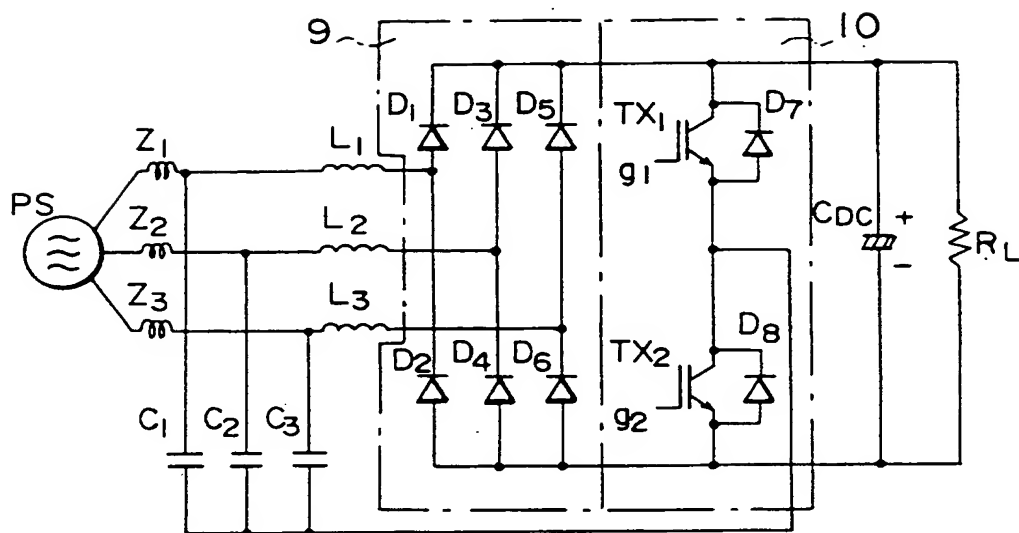 9
10
D1 D3 D5
TX1 D7
g1
Z1 L1
PS
Z2 L2
Z3 L3
CDC + -
RL
D2 D4 D6
TX2 D8
g2
C1 C2 C3